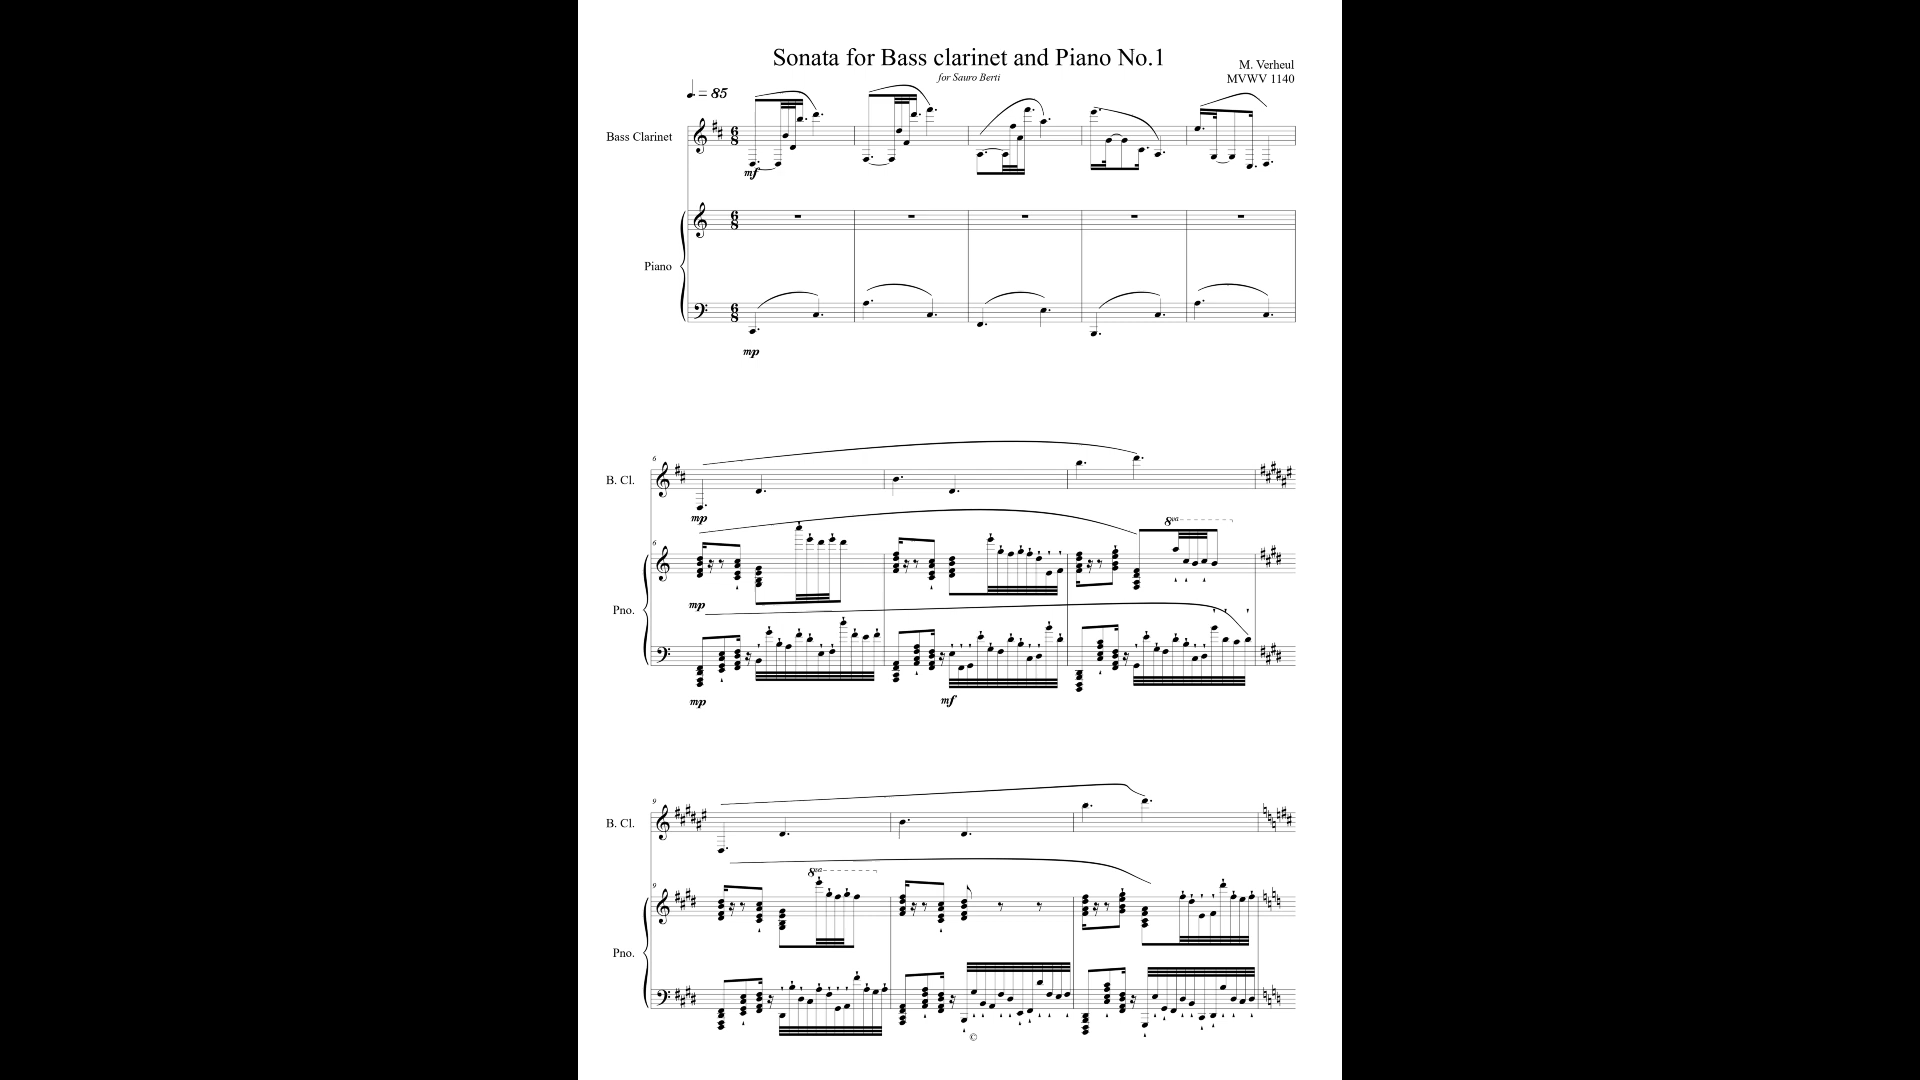 Sonata for Bass clarinet and Piano No.1
for Sauro Berti
M. Verheul
MVWV 1140
♩. = 85
Bass Clarinet
mf
Piano
mp
6
B. Cl.
mp
8va
6
Pno.
mp
mp
mf
9
B. Cl.
8va
9
Pno.
©